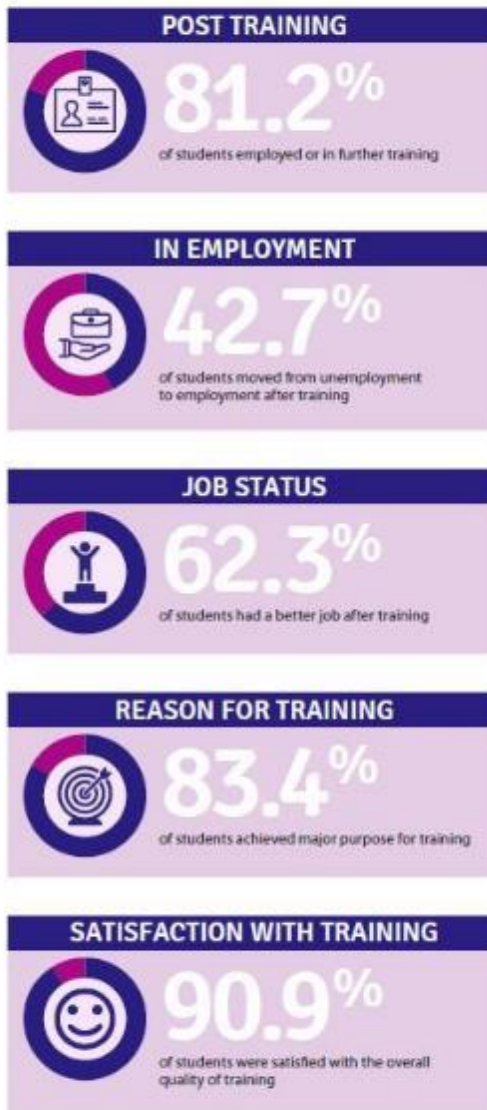 POST TRAINING
81.2%
of students employed or in further training
IN EMPLOYMENT
42.7%
of students moved from unemployment
to employment after training
JOB STATUS
62.3%
of students had a better job after training
REASON FOR TRAINING
83.4%
of students achieved major purpose for training
SATISFACTION WITH TRAINING
90.9%
of students were satisfied with the overall
quality of training